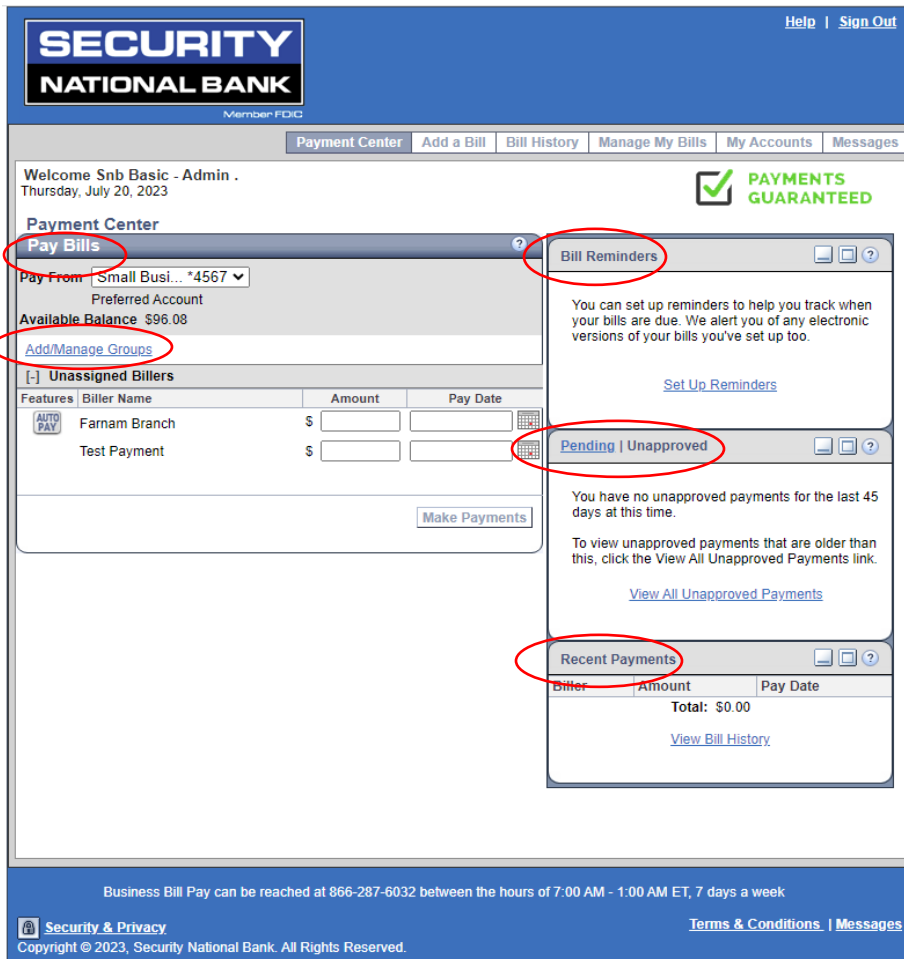 Help | Sign Out
SECURITY
NATIONAL BANK
Member FDIC
Payment Center Add a Bill Bill History Manage My Bills My Accounts Messages
Welcome Snb Basic - Admin .
Thursday, July 20, 2023
PAYMENTS
GUARANTEED
Payment Center
Pay Bills ?
Pay From Small Busi... *4567
Preferred Account
Available Balance $96.08
Add/Manage Groups
[-] Unassigned Billers
Features Biller Name Amount Pay Date
AUTO
PAY
Farnam Branch $
Test Payment $
Make Payments
Bill Reminders ?
You can set up reminders to help you track when
your bills are due. We alert you of any electronic
versions of your bills you've set up too.
Set Up Reminders
Pending | Unapproved ?
You have no unapproved payments for the last 45
days at this time.
To view unapproved payments that are older than
this, click the View All Unapproved Payments link.
View All Unapproved Payments
Recent Payments ?
Biller Amount Pay Date
Total: $0.00
View Bill History
Business Bill Pay can be reached at 866-287-6032 between the hours of 7:00 AM - 1:00 AM ET, 7 days a week
Security & Privacy
Terms & Conditions | Messages
Copyright © 2023, Security National Bank. All Rights Reserved.